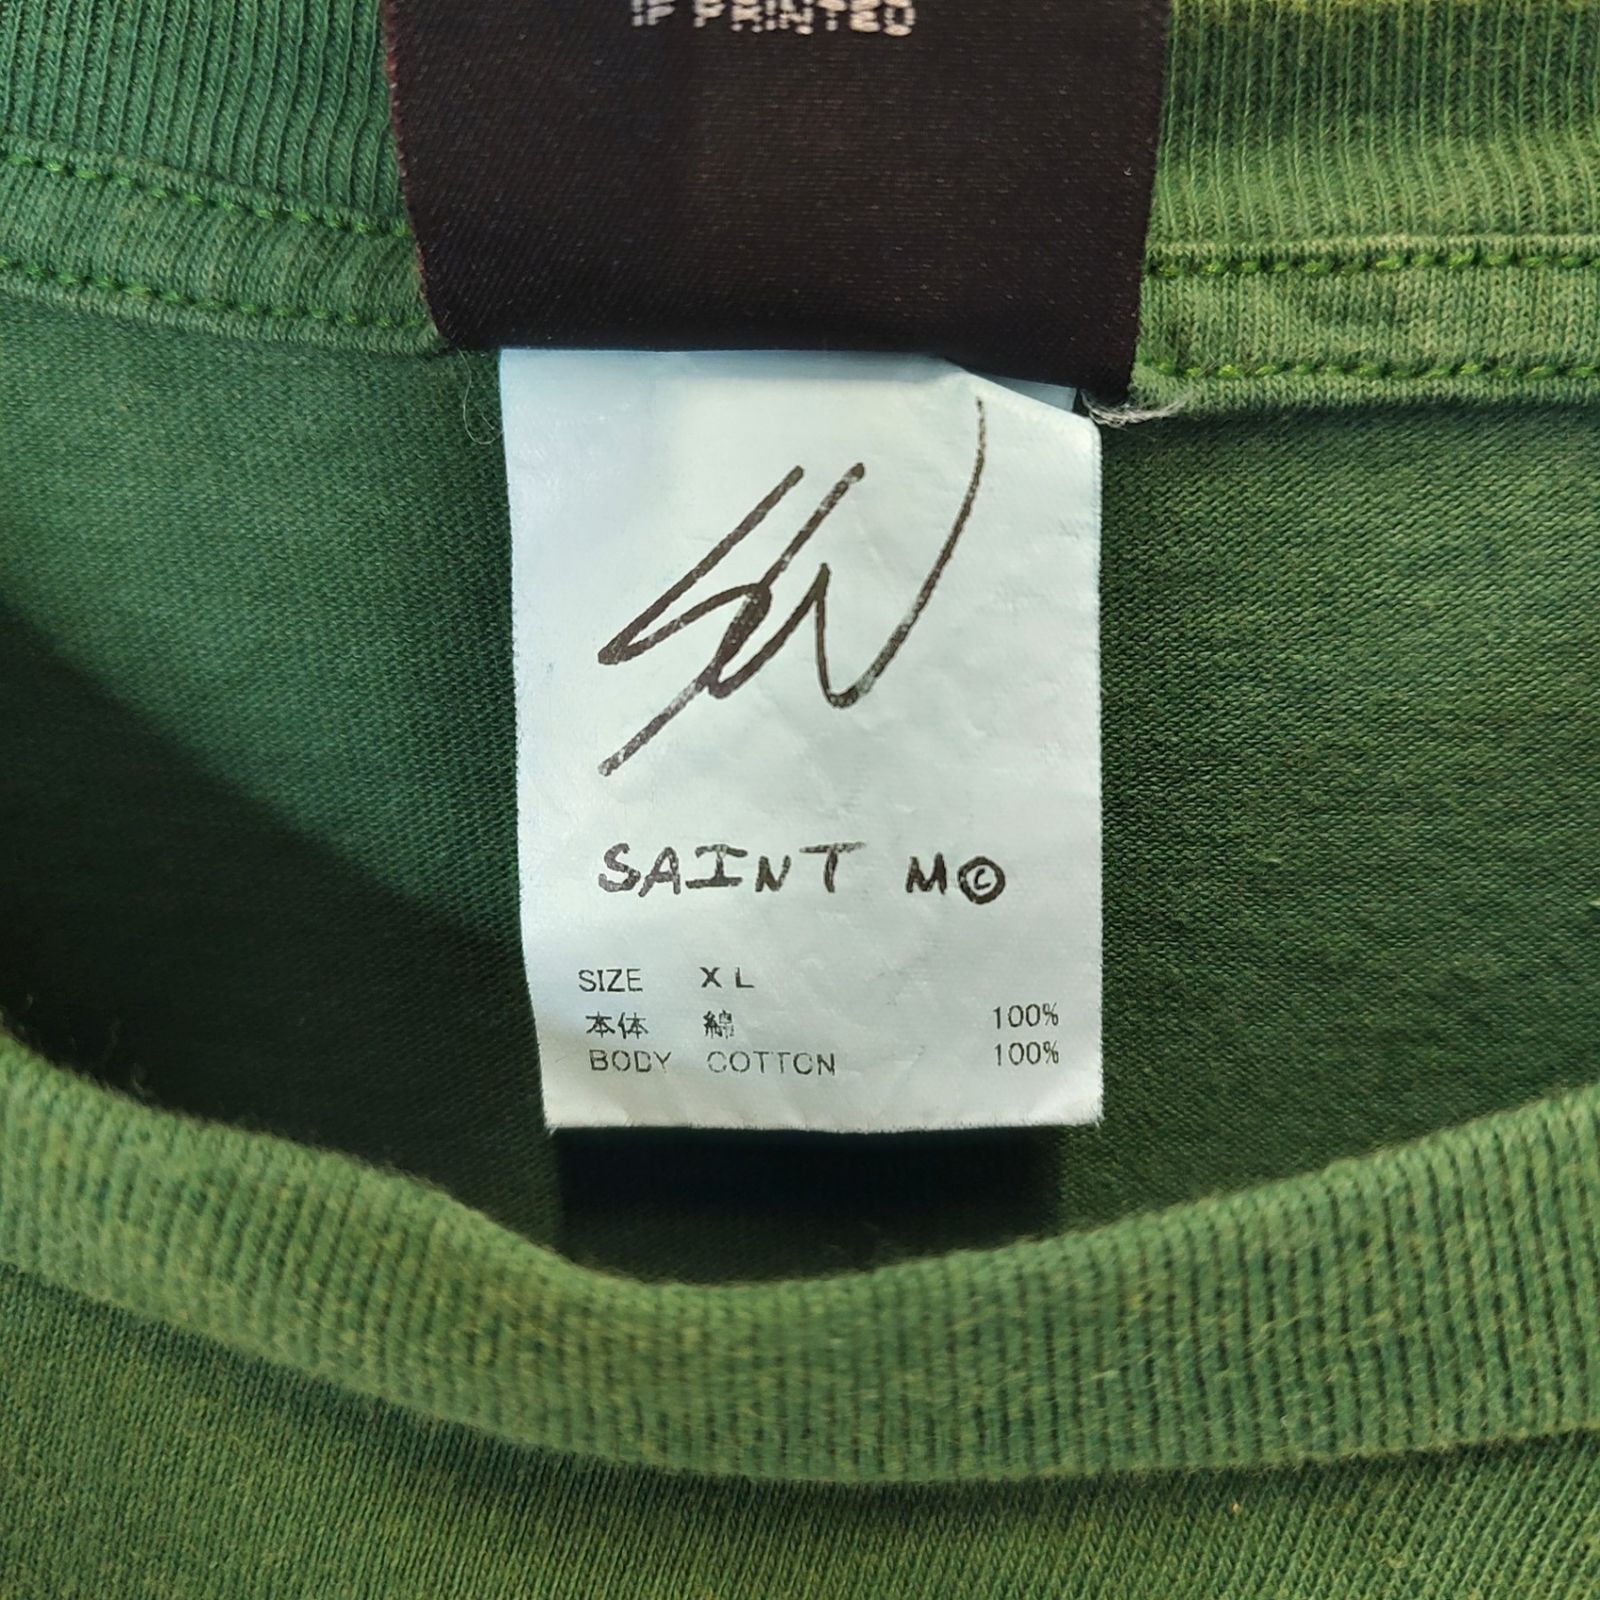 IF PRINTED
SAINT M©
SIZE XL
本体 綿 100%
BODY COTTON 100%